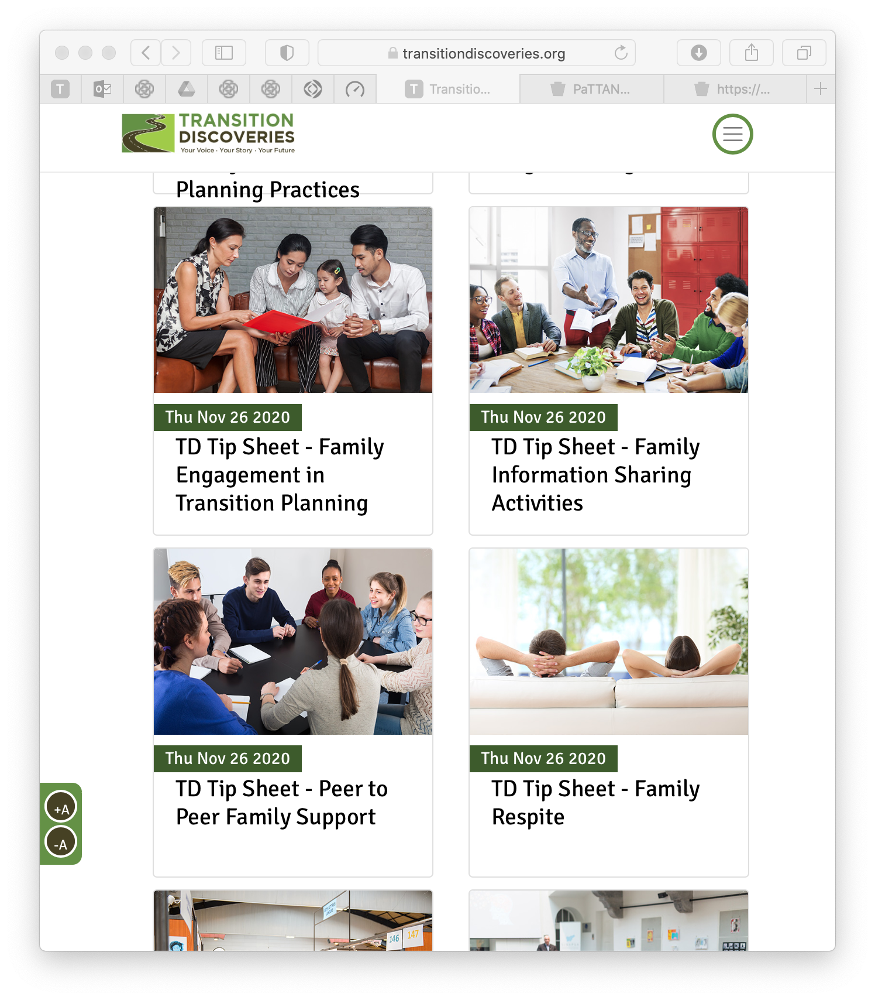 transitiondiscoveries.org
T
T Transitio...
PaTTAN...
https://...
TRANSITION
DISCOVERIES
Your Voice · Your Story · Your Future
Planning Practices
Thu Nov 26 2020
TD Tip Sheet - Family
Engagement in
Transition Planning
Thu Nov 26 2020
TD Tip Sheet - Family
Information Sharing
Activities
Thu Nov 26 2020
TD Tip Sheet - Peer to
Peer Family Support
Thu Nov 26 2020
TD Tip Sheet - Family
Respite
+A
-A
146
147